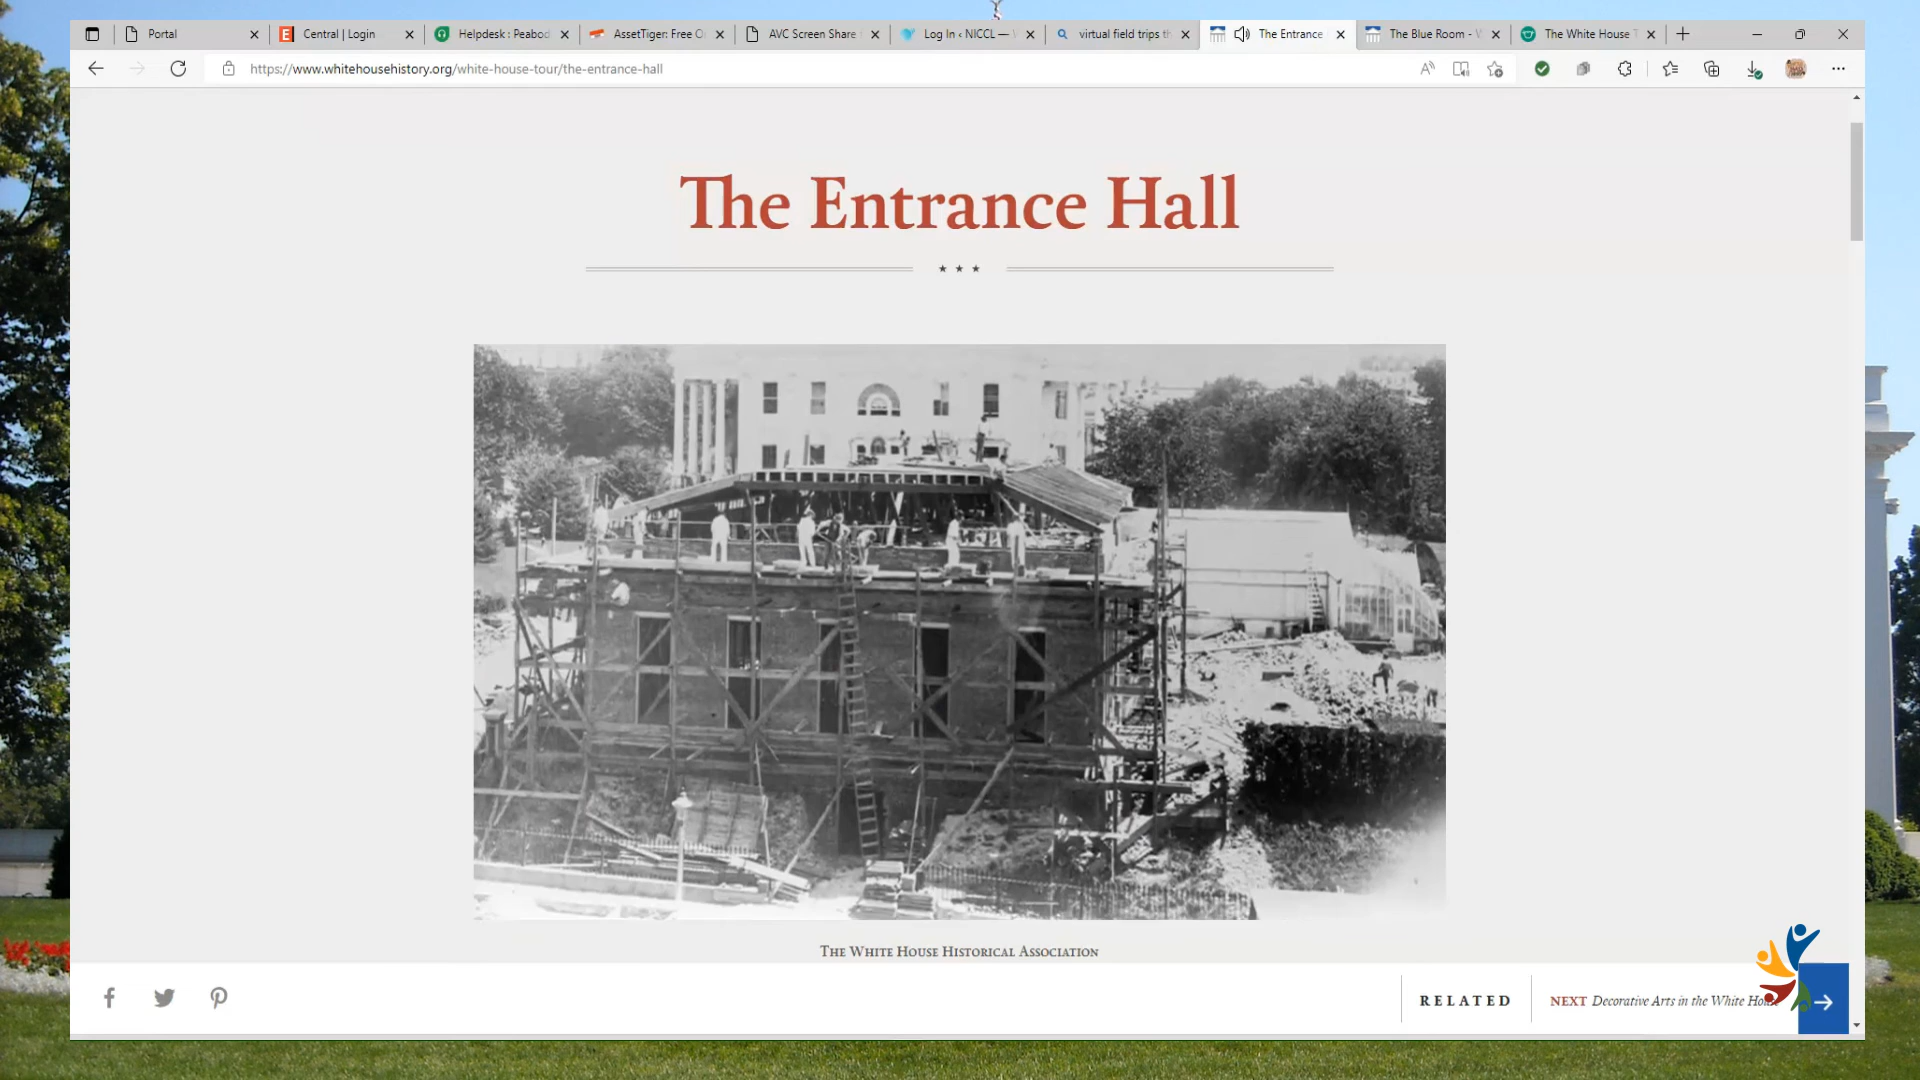 Portal
Central | Login
Helpdesk : Peabod
AssetTiger: Free O
AVC Screen Share
Log In ‹ NICCL —
virtual field trips th
The Entrance
The Blue Room - W
The White House T
https://www.whitehousehistory.org/white-house-tour/the-entrance-hall
The Entrance Hall
The White House Historical Association
RELATED
NEXT Decorative Arts in the White House